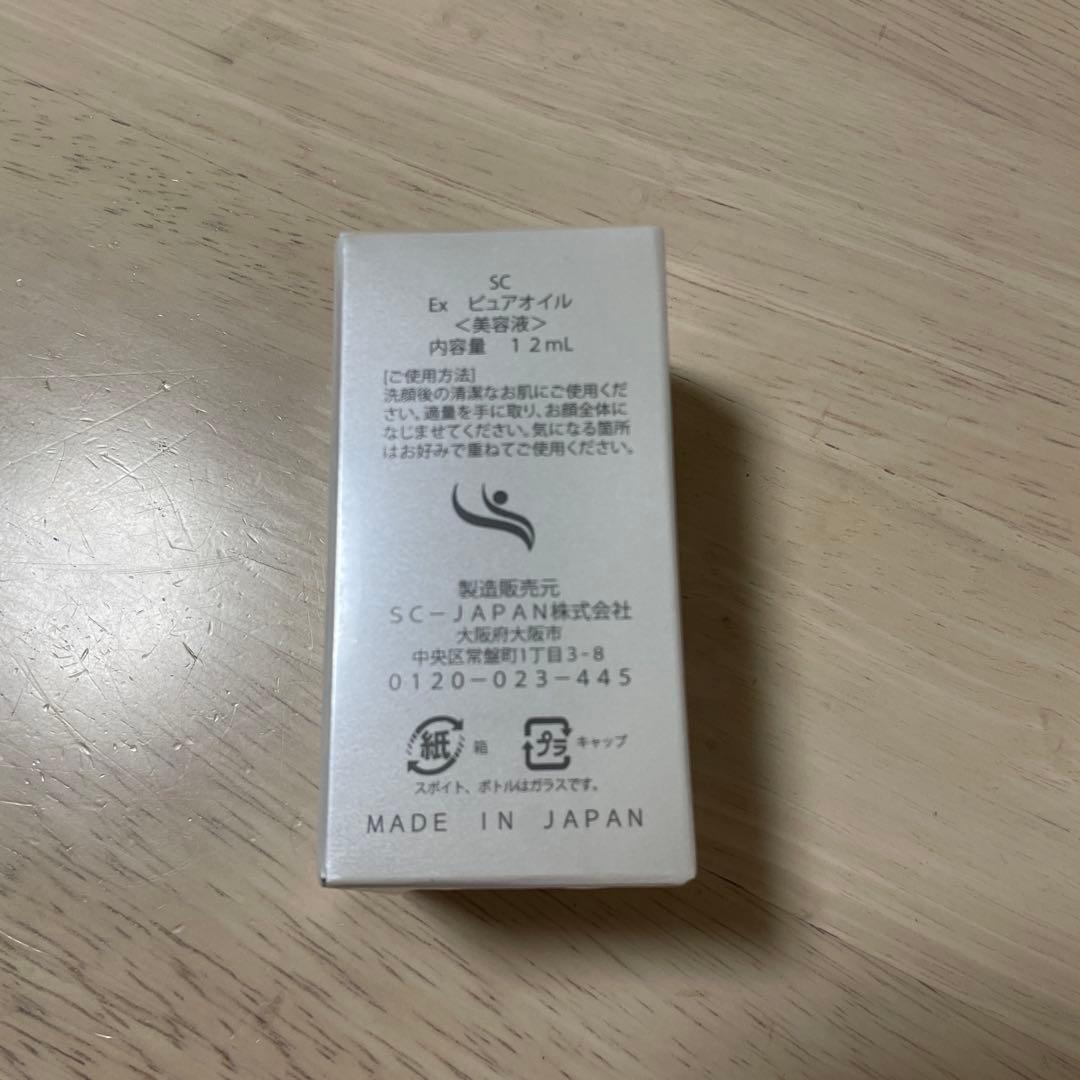 SC
Ex ピュアオイル
＜美容液＞
内容量 １２mL
[ご使用方法]
洗顔後の清潔なお肌にご使用くだ
さい。適量を手に取り、お顔全体に
なじませてください。気になる箇所
はお好みで重ねてご使用ください。
製造販売元
ＳＣ－ＪＡＰＡＮ株式会社
大阪府大阪市
中央区常盤町1丁目3-8
０１２０－０２３－４４５
紙 箱 プラ キャップ
スポイト、ボトルはガラスです。
MADE IN JAPAN